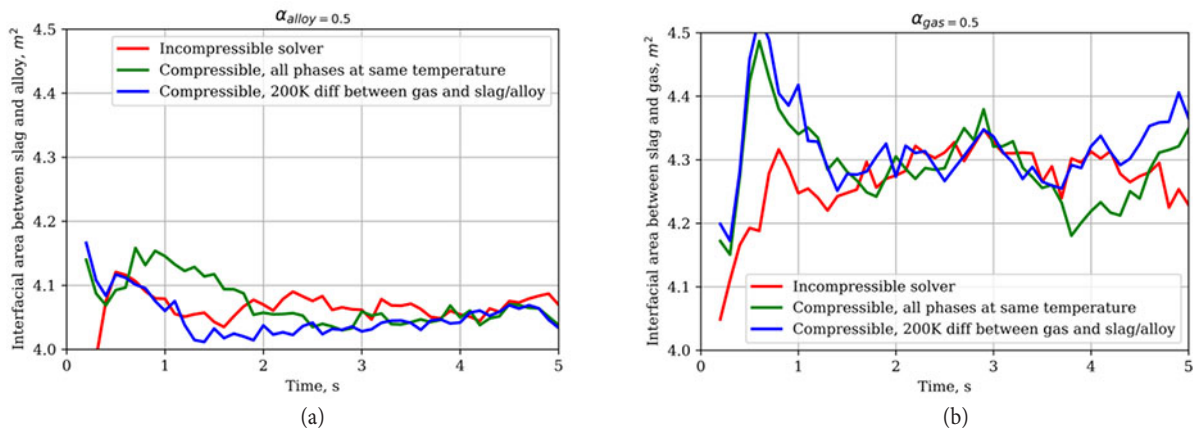 α_alloy = 0.5
Interfacial area between slag and alloy, m²
4.5
4.4
4.3
4.2
4.1
4.0
Incompressible solver
Compressible, all phases at same temperature
Compressible, 200K diff between gas and slag/alloy
0 1 2 3 4 5
Time, s
(a)
α_gas = 0.5
Interfacial area between slag and gas, m²
4.5
4.4
4.3
4.2
4.1
4.0
Incompressible solver
Compressible, all phases at same temperature
Compressible, 200K diff between gas and slag/alloy
0 1 2 3 4 5
Time, s
(b)